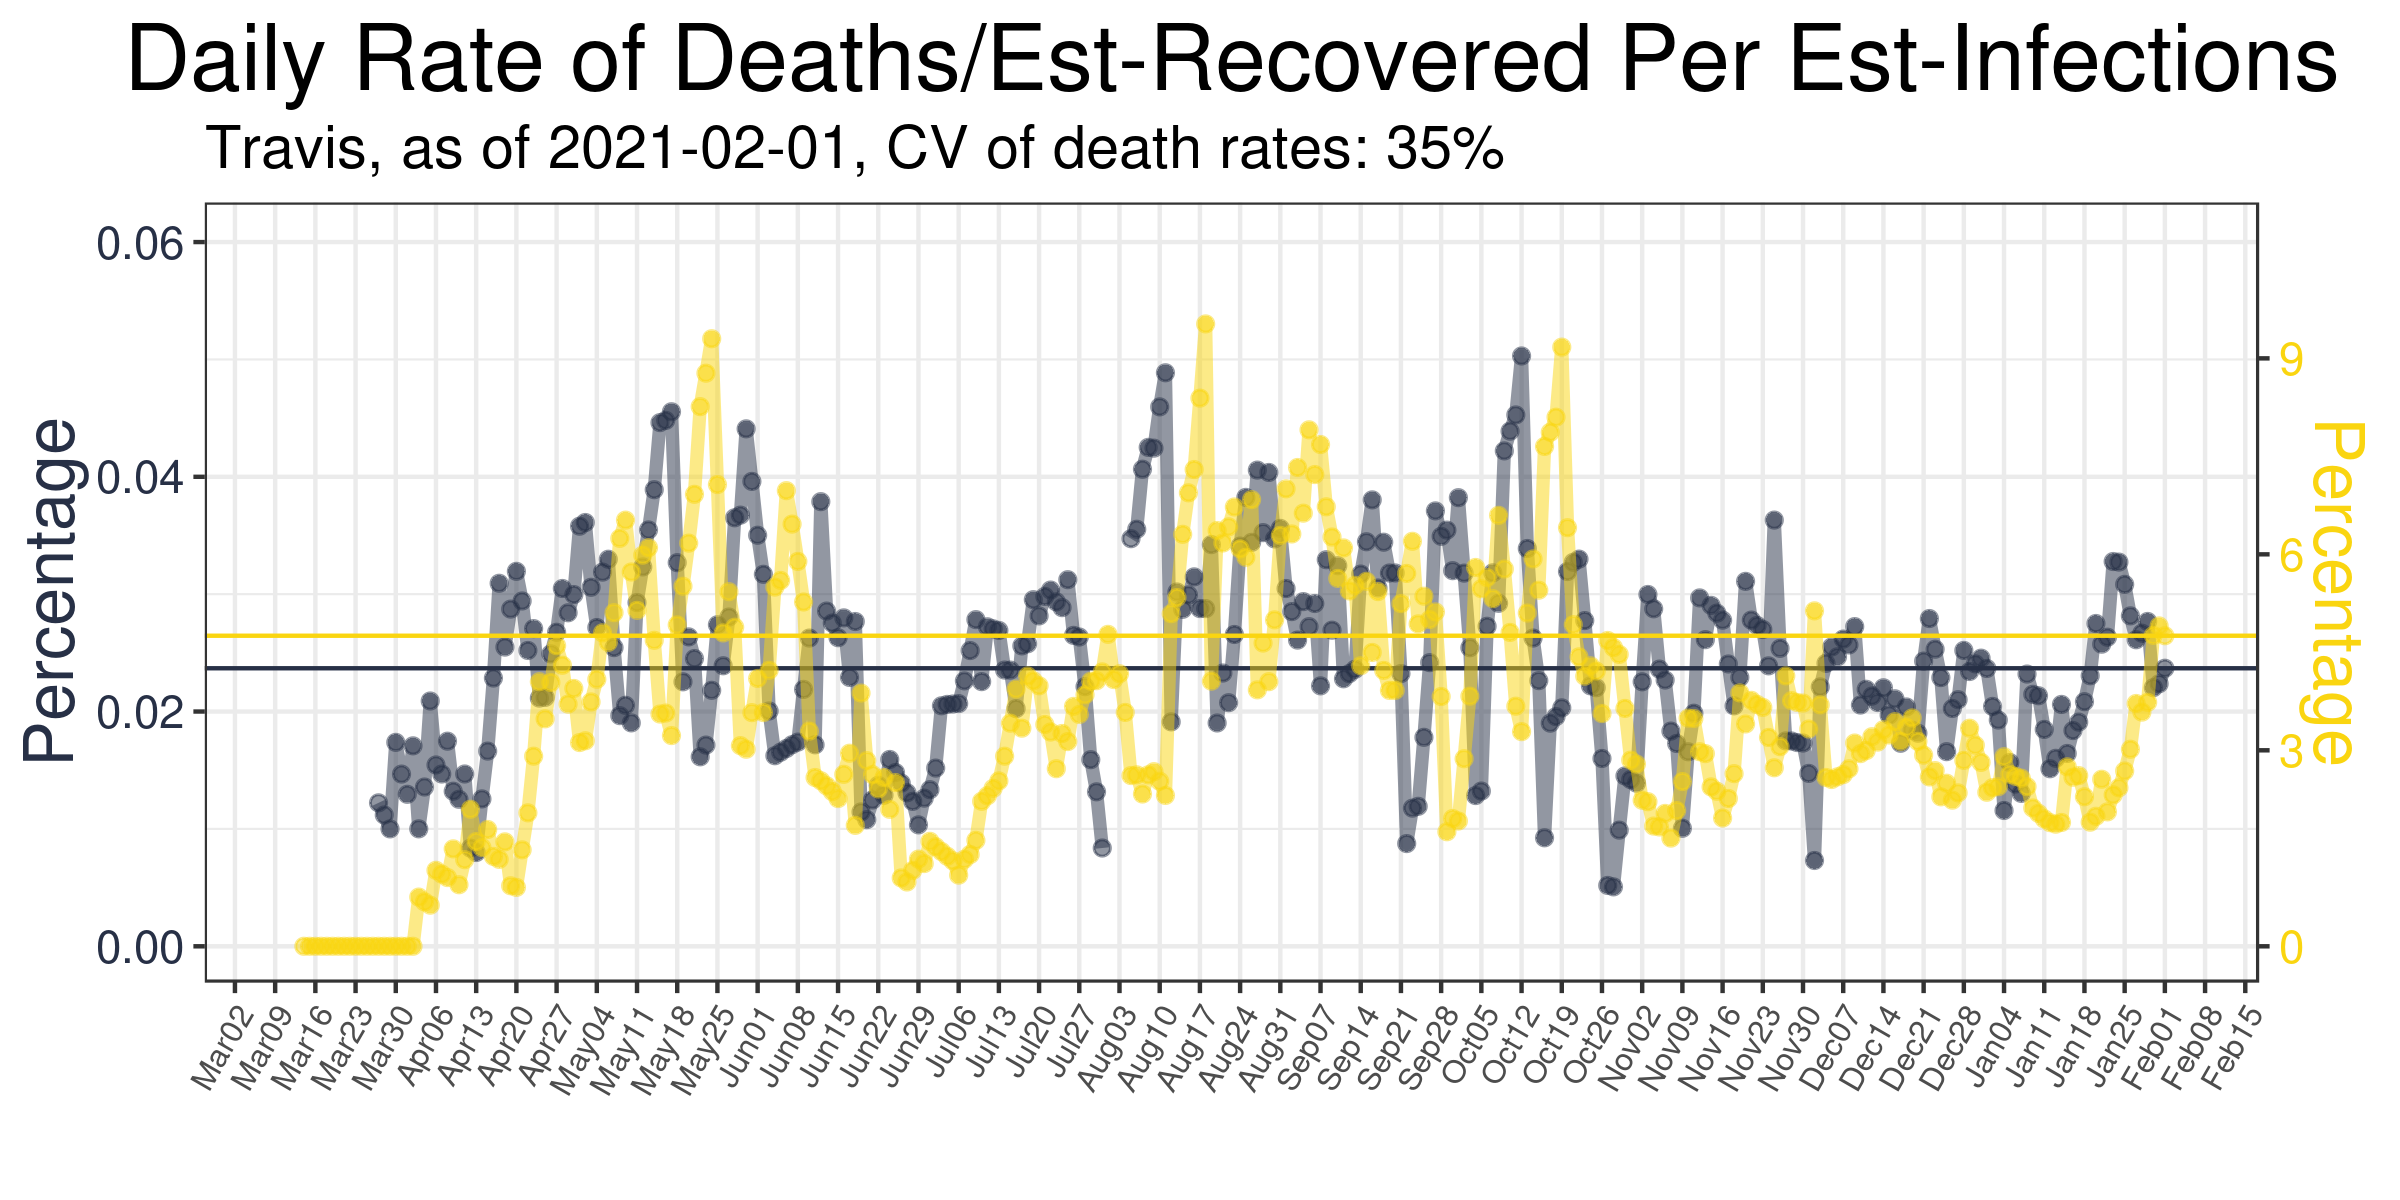 Daily Rate of Deaths/Est-Recovered Per Est-Infections
Travis, as of 2021-02-01, CV of death rates: 35%
Percentage
0.06
0.04
0.02
0.00
9
6
3
0
Percentage
Mar02 Mar09 Mar16 Mar23 Mar30 Apr06 Apr13 Apr20 Apr27 May04 May11 May18 May25 Jun01 Jun08 Jun15 Jun22 Jun29 Jul06 Jul13 Jul20 Jul27 Aug03 Aug10 Aug17 Aug24 Aug31 Sep07 Sep14 Sep21 Sep28 Oct05 Oct12 Oct19 Oct26 Nov02 Nov09 Nov16 Nov23 Nov30 Dec07 Dec14 Dec21 Dec28 Jan04 Jan11 Jan18 Jan25 Feb01 Feb08 Feb15